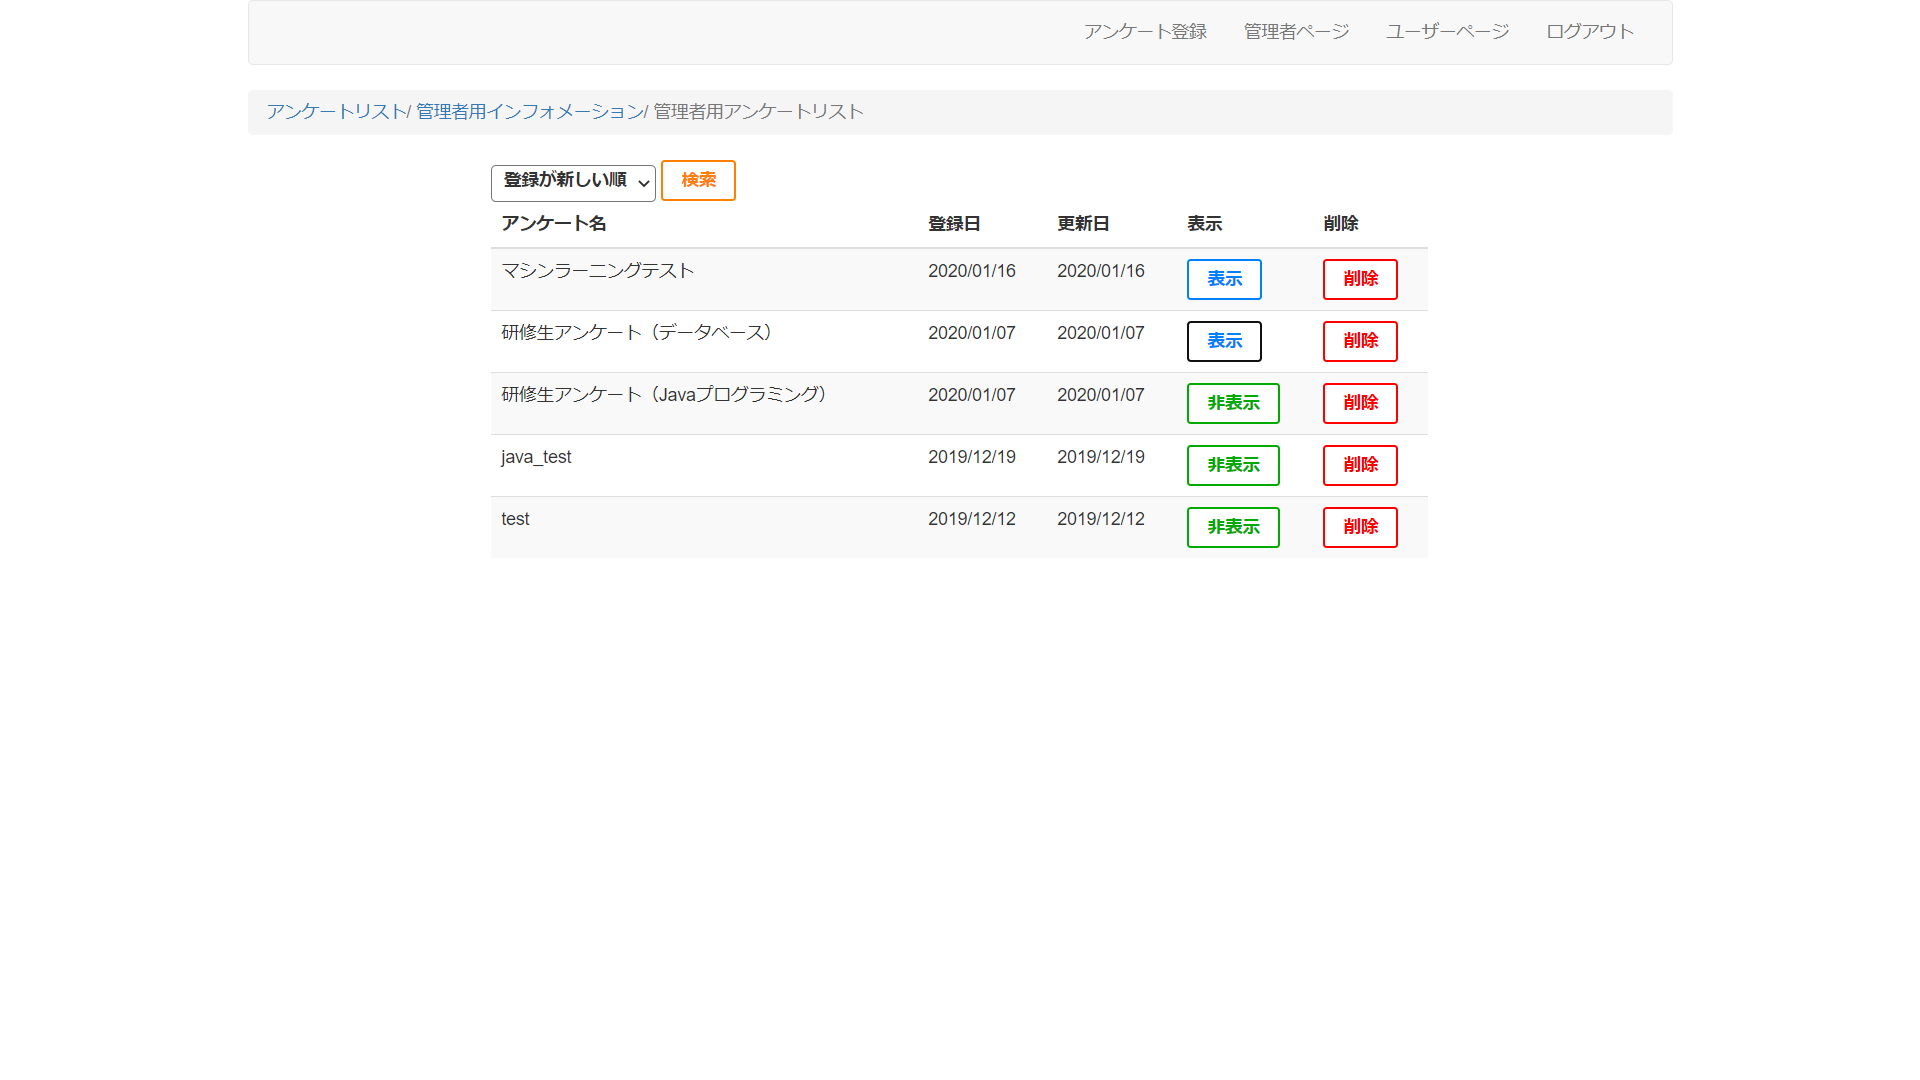 アンケート登録 管理者ページ ユーザーページ ログアウト
アンケートリスト/ 管理者用インフォメーション/ 管理者用アンケートリスト
登録が新しい順 検索
アンケート名 登録日 更新日 表示 削除
マシンラーニングテスト 2020/01/16 2020/01/16 表示 削除
研修生アンケート（データベース） 2020/01/07 2020/01/07 表示 削除
研修生アンケート（Javaプログラミング） 2020/01/07 2020/01/07 非表示 削除
java_test 2019/12/19 2019/12/19 非表示 削除
test 2019/12/12 2019/12/12 非表示 削除